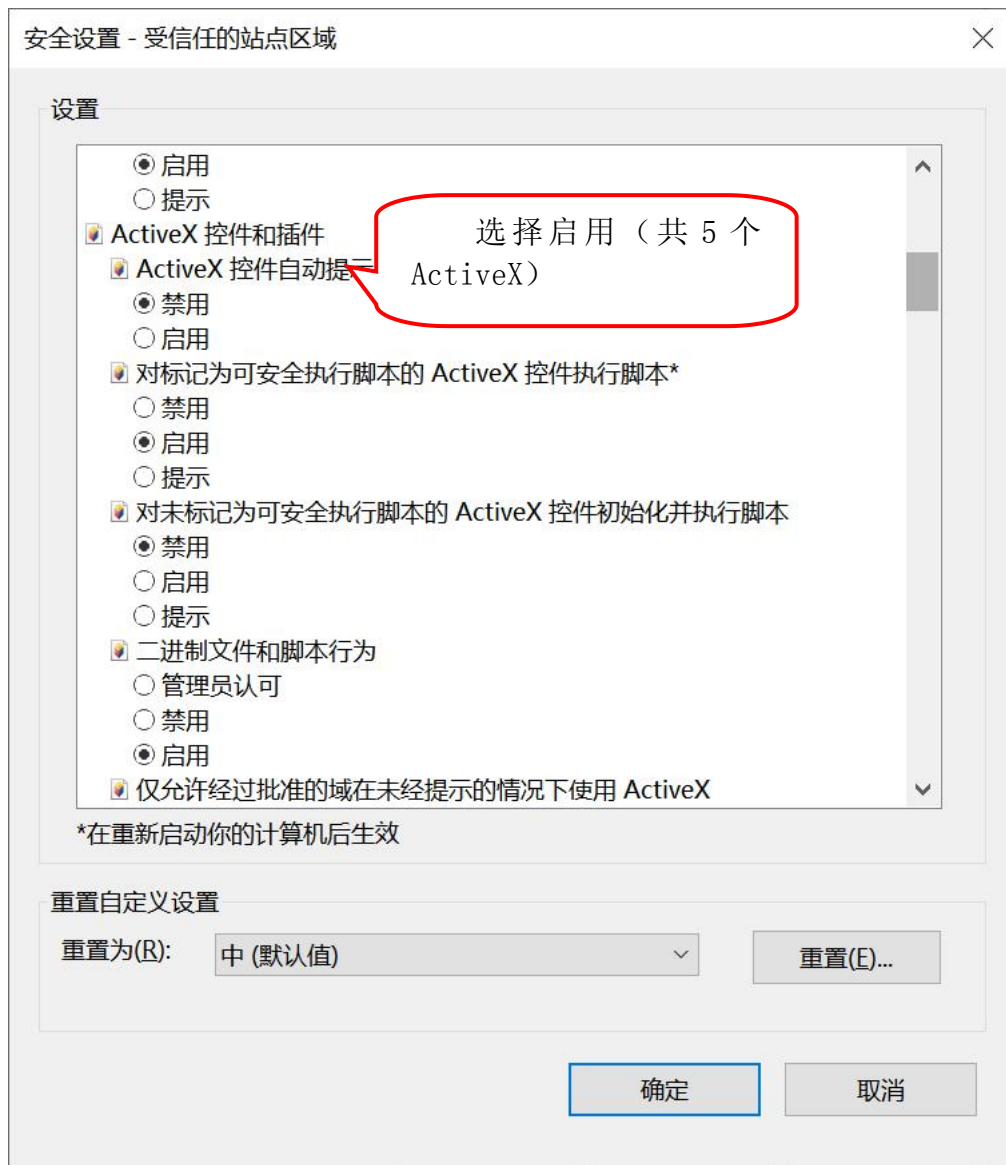 安全设置 - 受信任的站点区域
设置
启用
提示
ActiveX 控件和插件
选择启用（共 5 个
ActiveX）
ActiveX 控件自动提示
禁用
启用
对标记为可安全执行脚本的 ActiveX 控件执行脚本*
禁用
启用
提示
对未标记为可安全执行脚本的 ActiveX 控件初始化并执行脚本
禁用
启用
提示
二进制文件和脚本行为
管理员认可
禁用
启用
仅允许经过批准的域在未经提示的情况下使用 ActiveX
*在重新启动你的计算机后生效
重置自定义设置
重置为(R): 中 (默认值) 重置(E)...
确定 取消